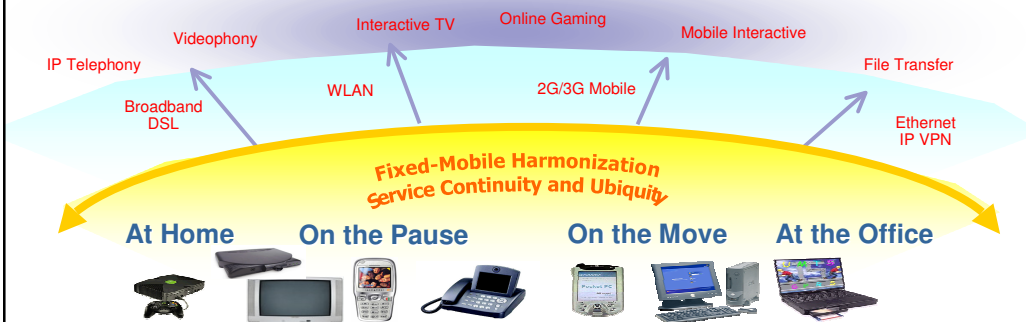 Interactive TV
Online Gaming
Videophony
Mobile Interactive
IP Telephony
File Transfer
WLAN
2G/3G Mobile
Broadband
DSL
Ethernet
IP VPN
Fixed-Mobile Harmonization
Service Continuity and Ubiquity
At Home
On the Pause
On the Move
At the Office
Pocket PC